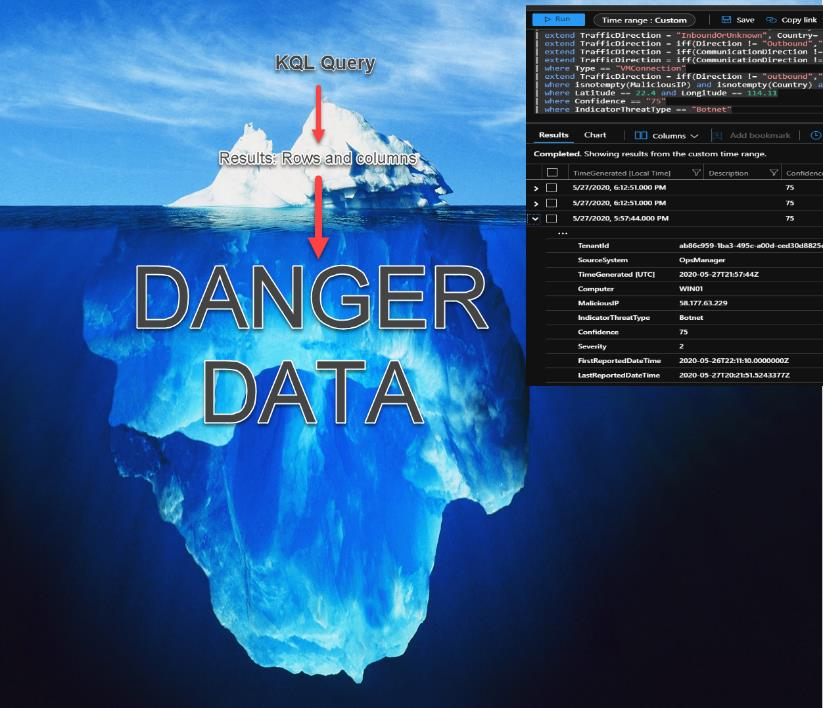 KQL Query
Results: Rows and columns
DANGER
DATA
Run
Time range : Custom
Save
Copy link
extend TrafficDirection = "InboundOrUnknown", Country=
extend TrafficDirection = iff(Direction != "Outbound","
extend TrafficDirection = iff(CommunicationDirection !=
extend TrafficDirection = iff(CommunicationDirection !=
where Type == "VMConnection"
extend TrafficDirection = iff(Direction != "outbound","
where isnotempty(MaliciousIP) and isnotempty(Country) a
where Latitude == 22.4 and Longitude == 114.11
where Confidence == "75"
where IndicatorThreatType == "Botnet"
Results
Chart
Columns
Add bookmark
Completed. Showing results from the custom time range.
TimeGenerated [Local Time] Description Confidence
5/27/2020, 6:12:51.000 PM 75
5/27/2020, 6:12:51.000 PM 75
5/27/2020, 5:57:44.000 PM 75
...
TenantId ab86c959-1ba3-495c-a00d-ced30d8825
SourceSystem OpsManager
TimeGenerated [UTC] 2020-05-27T21:57:44Z
Computer WIN01
MaliciousIP 58.177.63.229
IndicatorThreatType Botnet
Confidence 75
Severity 2
FirstReportedDateTime 2020-05-26T22:11:10.0000000Z
LastReportedDateTime 2020-05-27T20:21:51.5243377Z